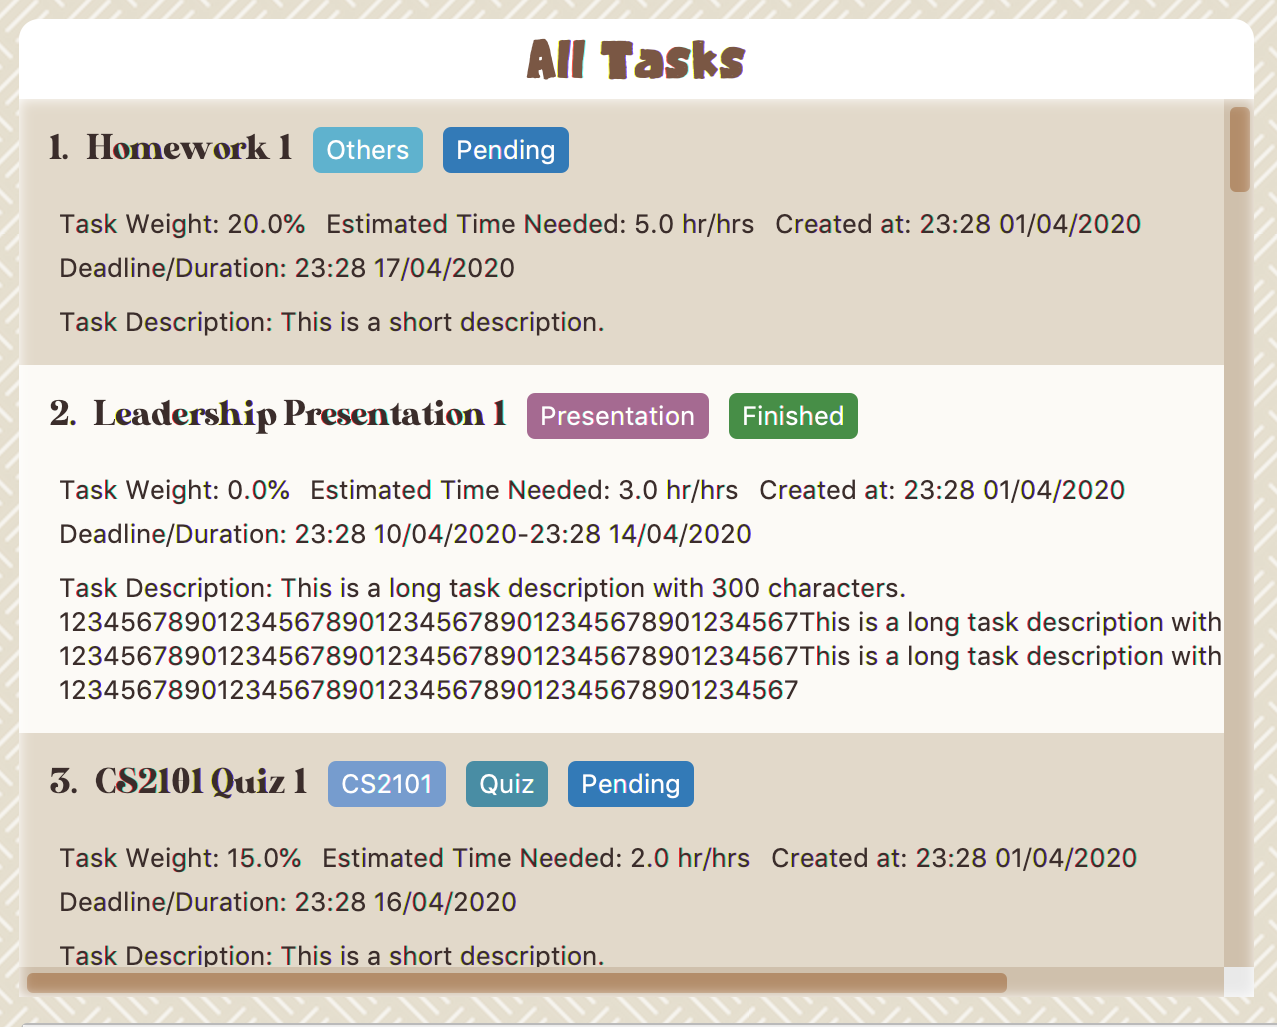 All Tasks
1. Homework 1 Others Pending
Task Weight: 20.0% Estimated Time Needed: 5.0 hr/hrs Created at: 23:28 01/04/2020
Deadline/Duration: 23:28 17/04/2020
Task Description: This is a short description.
2. Leadership Presentation 1 Presentation Finished
Task Weight: 0.0% Estimated Time Needed: 3.0 hr/hrs Created at: 23:28 01/04/2020
Deadline/Duration: 23:28 10/04/2020-23:28 14/04/2020
Task Description: This is a long task description with 300 characters.
12345678901234567890123456789012345678901234567This is a long task description with
12345678901234567890123456789012345678901234567This is a long task description with
12345678901234567890123456789012345678901234567
3. CS2101 Quiz 1 CS2101 Quiz Pending
Task Weight: 15.0% Estimated Time Needed: 2.0 hr/hrs Created at: 23:28 01/04/2020
Deadline/Duration: 23:28 16/04/2020
Task Description: This is a short description.